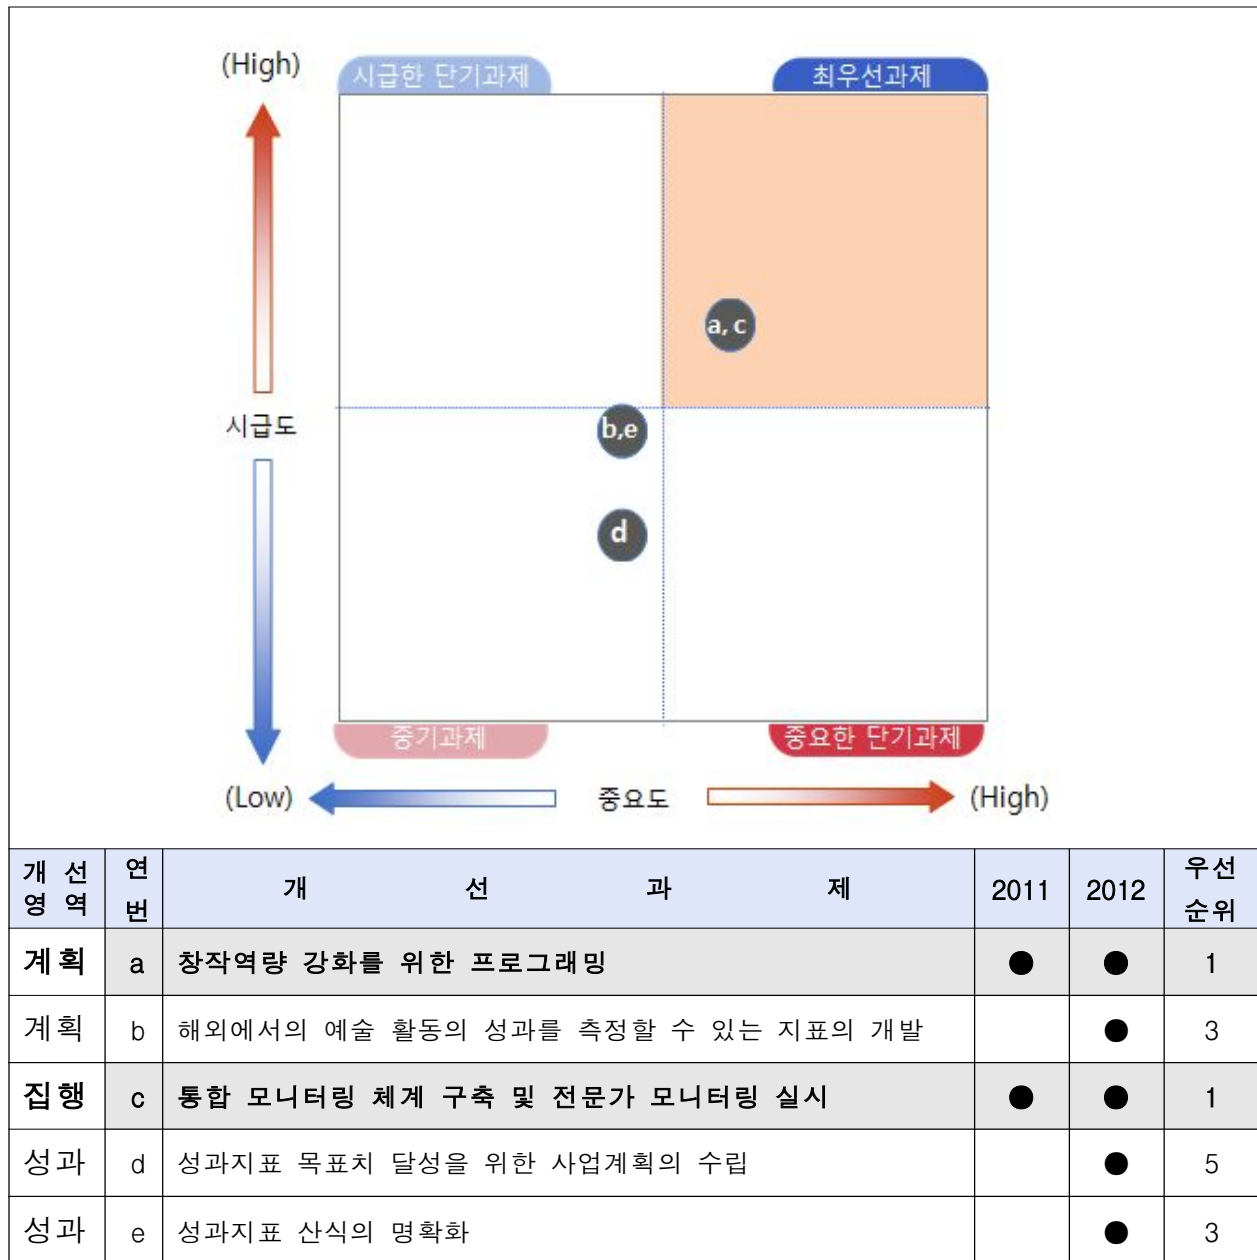 (High)
시급한 단기과제
최우선과제
a, c
시급도
b,e
d
중기과제
중요한 단기과제
(Low)
중요도
(High)
개 선 영 역 연 번 개 선 과 제 2011 2012 우선 순위
계획 a 창작역량 강화를 위한 프로그래밍 ● ● 1
계획 b 해외에서의 예술 활동의 성과를 측정할 수 있는 지표의 개발 ● 3
집행 c 통합 모니터링 체계 구축 및 전문가 모니터링 실시 ● ● 1
성과 d 성과지표 목표치 달성을 위한 사업계획의 수립 ● 5
성과 e 성과지표 산식의 명확화 ● 3